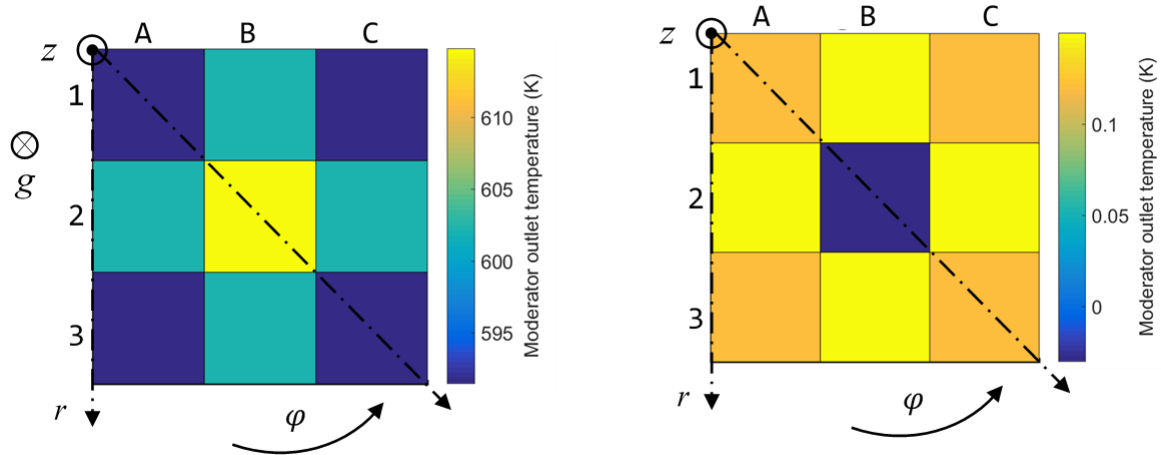 A B C
z
1
2
3
g
r
φ
610
605
600
595
Moderator outlet temperature (K)
A B C
z
1
2
3
r
φ
0.1
0.05
0
Moderator outlet temperature (K)